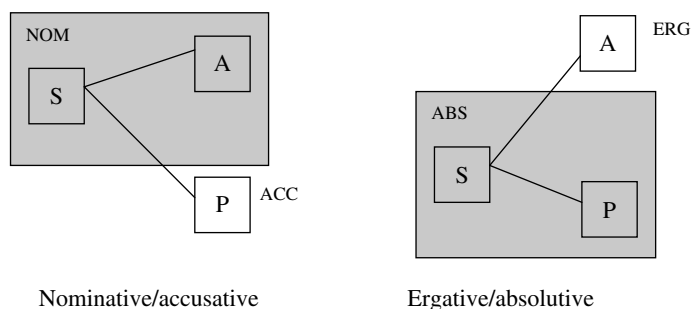 NOM
A
S
P
ACC
Nominative/accusative
A
ERG
ABS
S
P
Ergative/absolutive